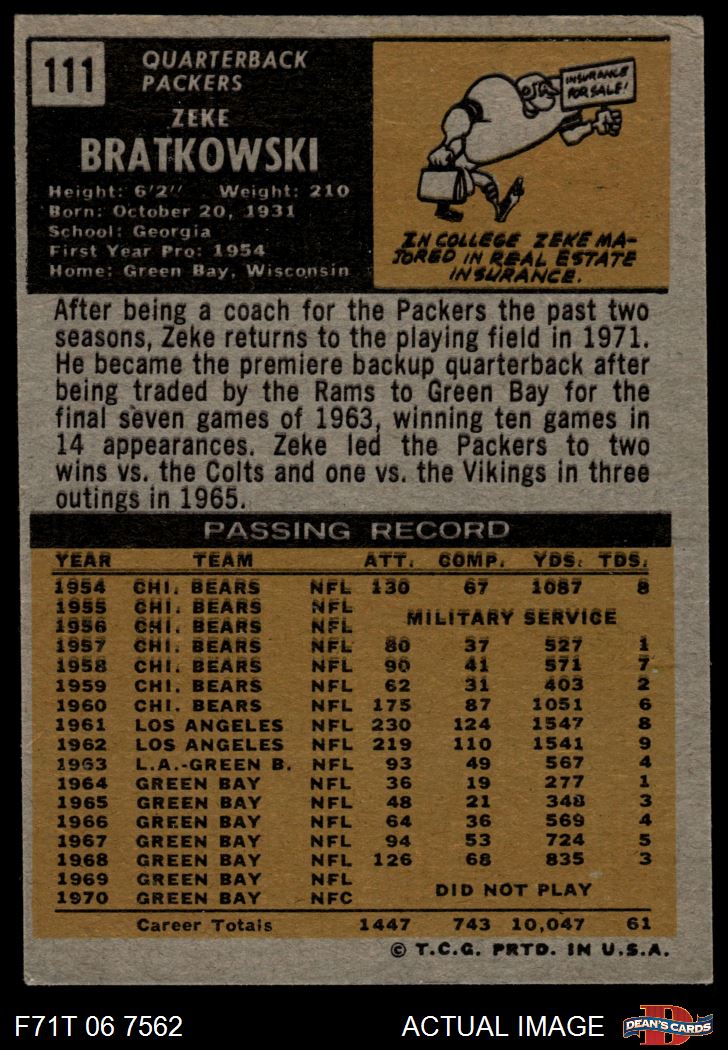 111
QUARTERBACK
PACKERS
ZEKE
BRATKOWSKI
Height: 6'2" Weight: 210
Born: October 20, 1931
School: Georgia
First Year Pro: 1954
Home: Green Bay, Wisconsin
INSURANCE
FOR SALE!
IN COLLEGE ZEKE MA-
JORED IN REAL ESTATE
INSURANCE.
After being a coach for the Packers the past two
seasons, Zeke returns to the playing field in 1971.
He became the premiere backup quarterback after
being traded by the Rams to Green Bay for the
final seven games of 1963, winning ten games in
14 appearances. Zeke led the Packers to two
wins vs. the Colts and one vs. the Vikings in three
outings in 1965.
PASSING RECORD
YEAR TEAM ATT. COMP. YDS. TDS.
1954 CHI. BEARS NFL 130 67 1087 8
1955 CHI. BEARS NFL
1956 CHI. BEARS NFL MILITARY SERVICE
1957 CHI. BEARS NFL 80 37 527 1
1958 CHI. BEARS NFL 90 41 571 7
1959 CHI. BEARS NFL 62 31 403 2
1960 CHI. BEARS NFL 175 87 1051 6
1961 LOS ANGELES NFL 230 124 1547 8
1962 LOS ANGELES NFL 219 110 1541 9
1963 L.A.-GREEN B. NFL 93 49 567 4
1964 GREEN BAY NFL 36 19 277 1
1965 GREEN BAY NFL 48 21 348 3
1966 GREEN BAY NFL 64 36 569 4
1967 GREEN BAY NFL 94 53 724 5
1968 GREEN BAY NFL 126 68 835 3
1969 GREEN BAY NFL
1970 GREEN BAY NFC DID NOT PLAY
Career Totals 1447 743 10,047 61
© T.C.G. PRTD. IN U.S.A.
F71T 06 7562 ACTUAL IMAGE
D
DEAN'S CARDS